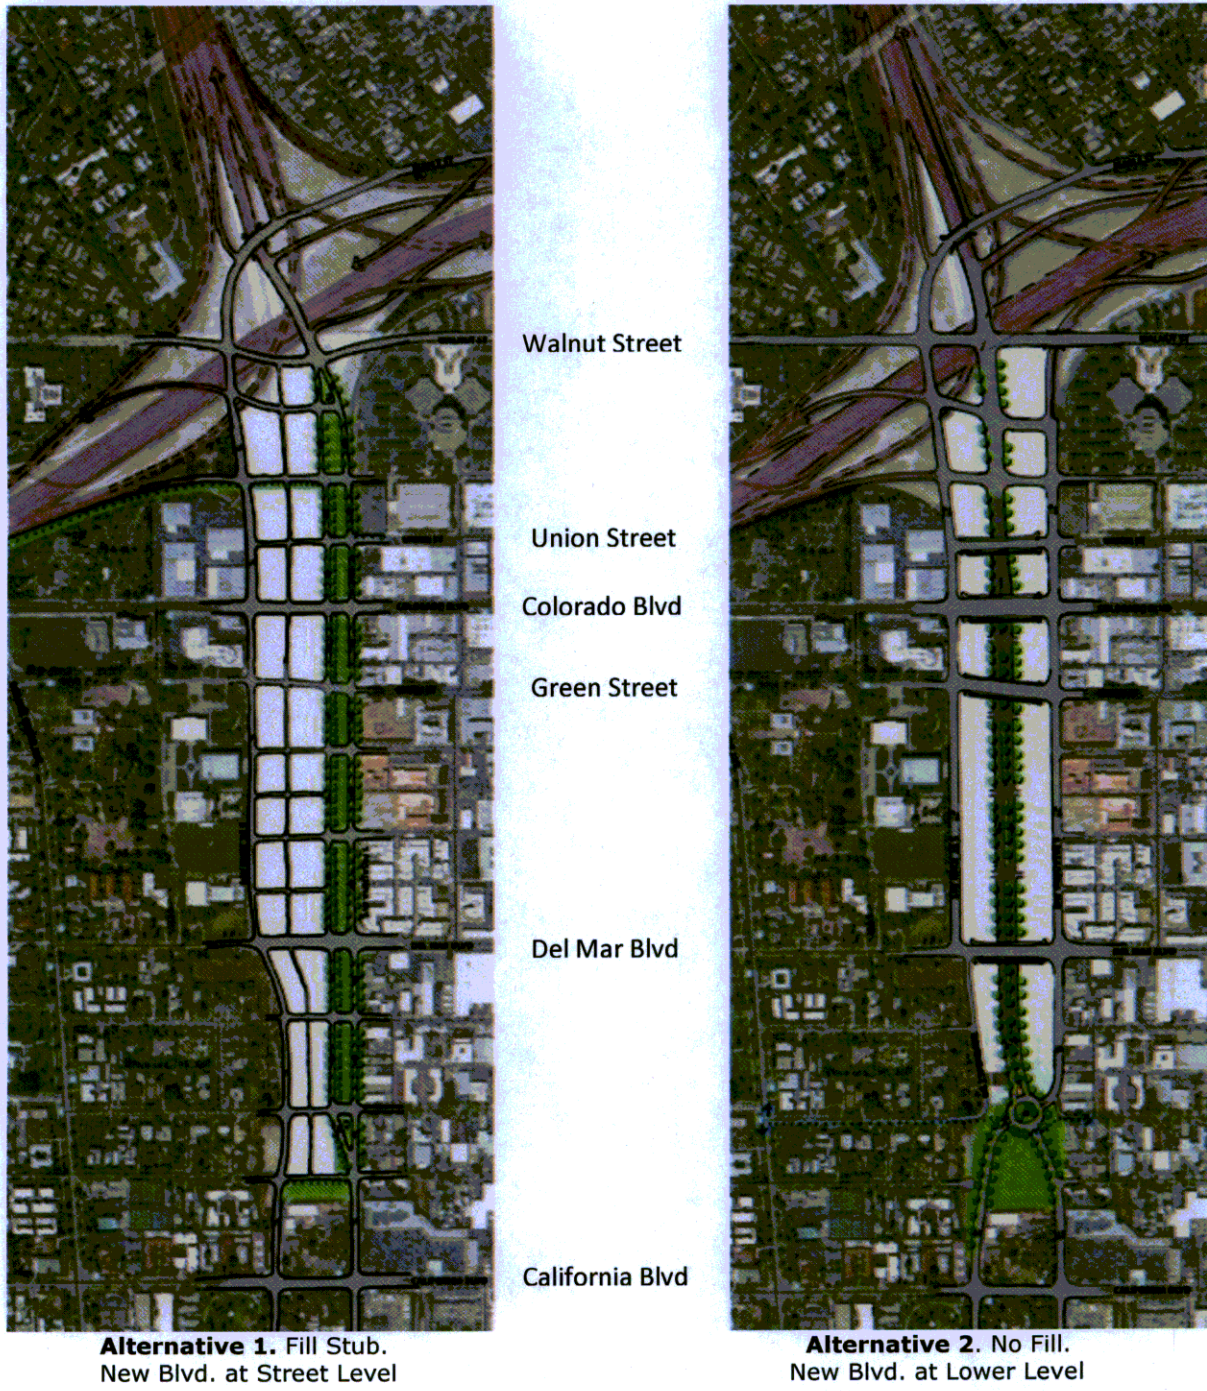 Walnut Street
Union Street
Colorado Blvd
Green Street
Del Mar Blvd
California Blvd
Alternative 1. Fill Stub.
New Blvd. at Street Level
Alternative 2. No Fill.
New Blvd. at Lower Level